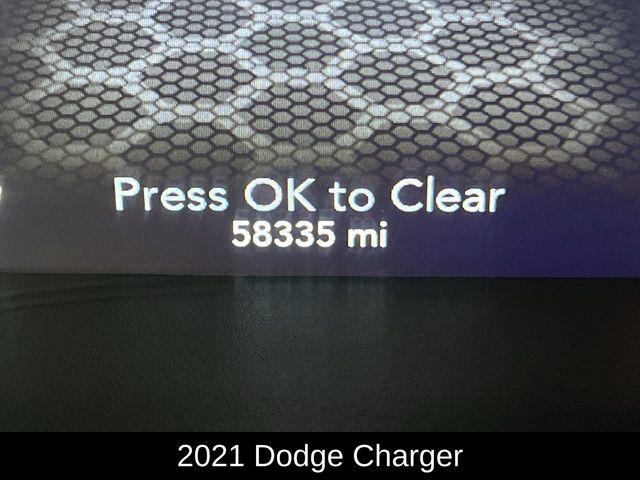 Press OK to Clear
58335 mi
2021 Dodge Charger